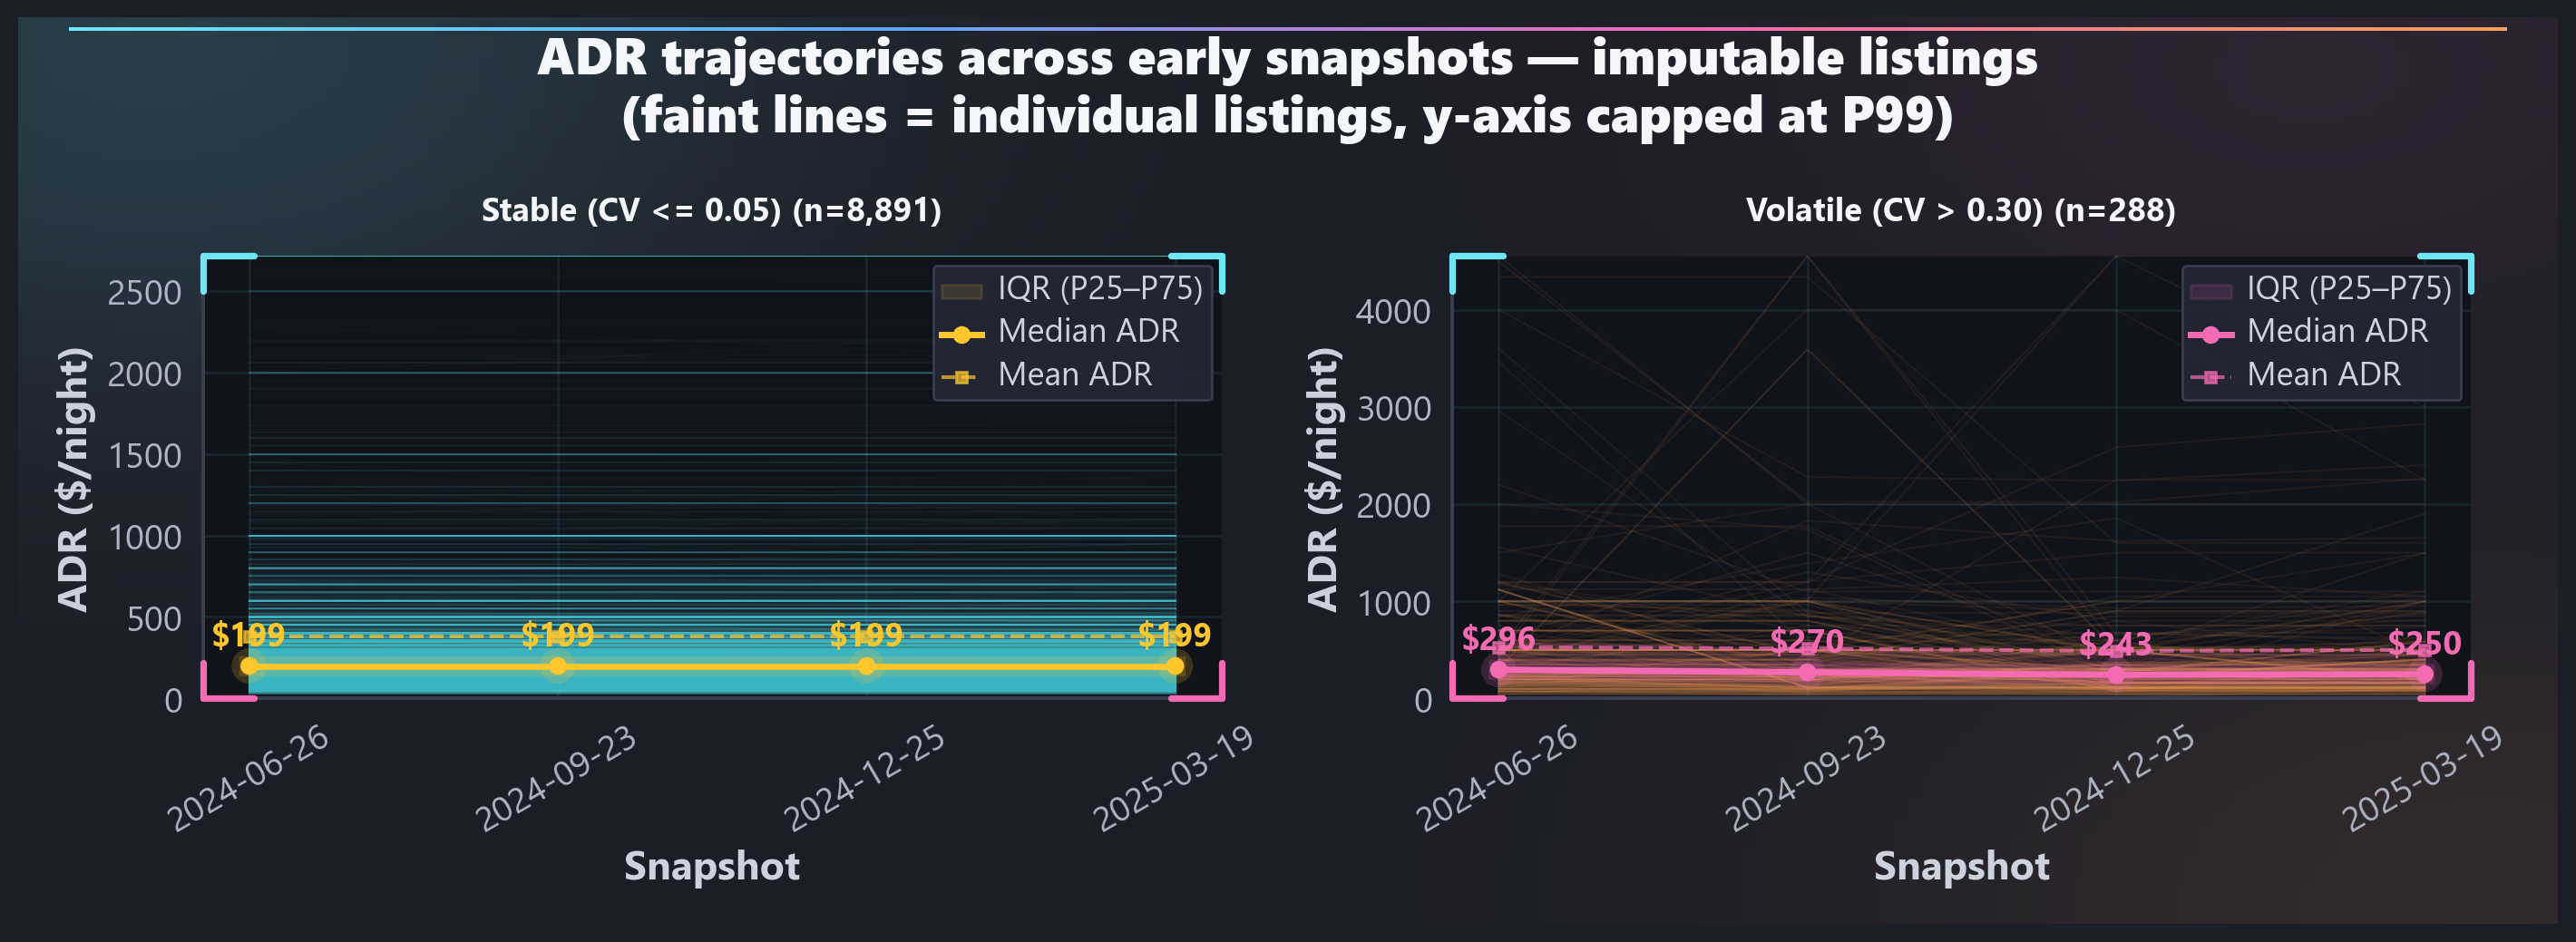 ADR trajectories across early snapshots — imputable listings
(faint lines = individual listings, y-axis capped at P99)
Stable (CV <= 0.05) (n=8,891)
ADR ($/night)
2500
2000
1500
1000
500
0
IQR (P25–P75)
Median ADR
Mean ADR
$199
$199
$199
$199
2024-06-26
2024-09-23
2024-12-25
2025-03-19
Snapshot
Volatile (CV > 0.30) (n=288)
ADR ($/night)
4000
3000
2000
1000
0
IQR (P25–P75)
Median ADR
Mean ADR
$296
$270
$243
$250
2024-06-26
2024-09-23
2024-12-25
2025-03-19
Snapshot